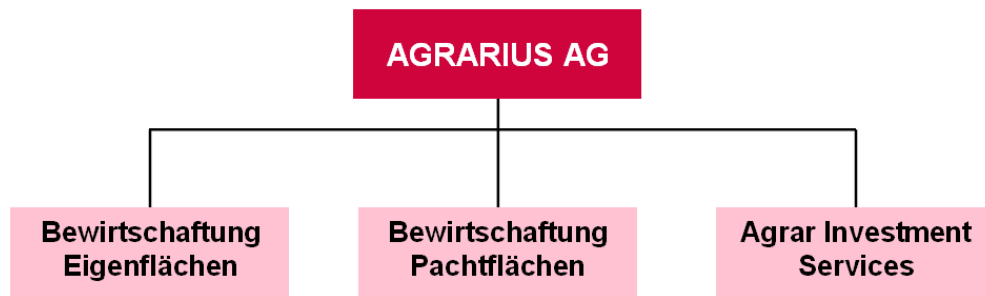 AGRARIUS AG
Bewirtschaftung
Eigenflächen
Bewirtschaftung
Pachtflächen
Agrar Investment
Services